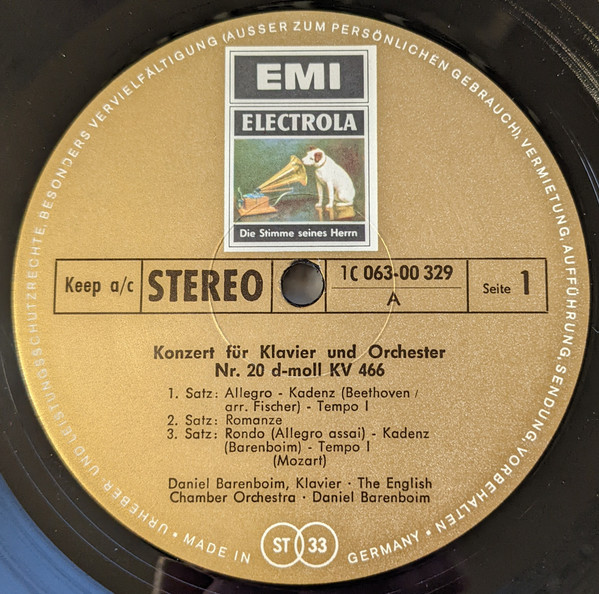 EMI
ELECTROLA
Die Stimme seines Herrn
Keep a/c
STEREO
1C 063-00 329
A
Seite 1
Konzert für Klavier und Orchester
Nr. 20 d-moll KV 466
1. Satz: Allegro - Kadenz (Beethoven /
arr. Fischer) - Tempo I
2. Satz: Romanze
3. Satz: Rondo (Allegro assai) - Kadenz
(Barenboim) - Tempo I
(Mozart)
Daniel Barenboim, Klavier · The English
Chamber Orchestra · Daniel Barenboim
URHEBER- UND LEISTUNGSSCHUTZRECHTE, BESONDERS VERVIELFÄLTIGUNG (AUSSER ZUM PERSÖNLICHEN GEBRAUCH), VERMIETUNG, AUFFÜHRUNG, SENDUNG, VORBEHALTEN · MADE IN ST 33 GERMANY ·